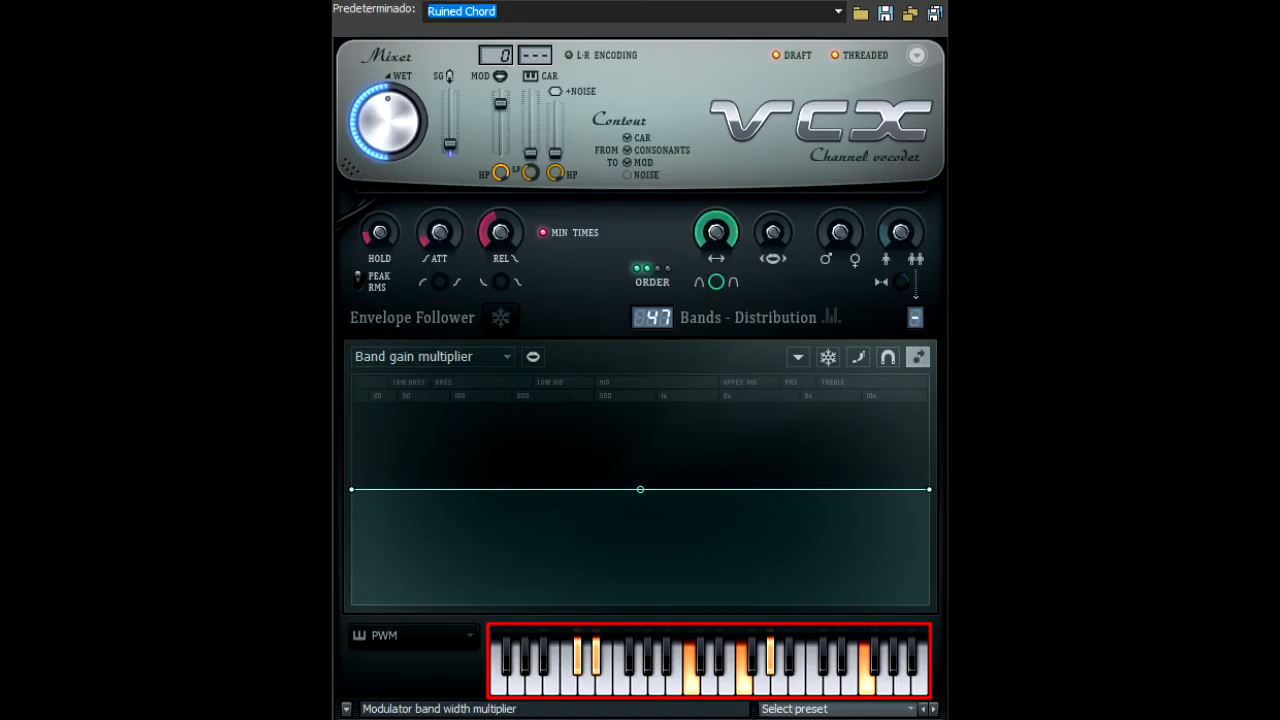 Predeterminado: Ruined Chord
Mixer 0 --- L-R ENCODING DRAFT THREADED
WET SG MOD CAR
+NOISE
Contour
VCX
CAR
FROM CONSONANTS
TO MOD
NOISE
Channel vocoder
HP LP HP
MIN TIMES
HOLD ATT REL
PEAK
RMS
ORDER
Envelope Follower 47 Bands - Distribution -
Band gain multiplier
LOW BASS BASS LOW MID MID UPPER MID PRS TREBLE
20 50 100 200 500 1k 2k 5k 10k
PWM
Modulator band width multiplier Select preset